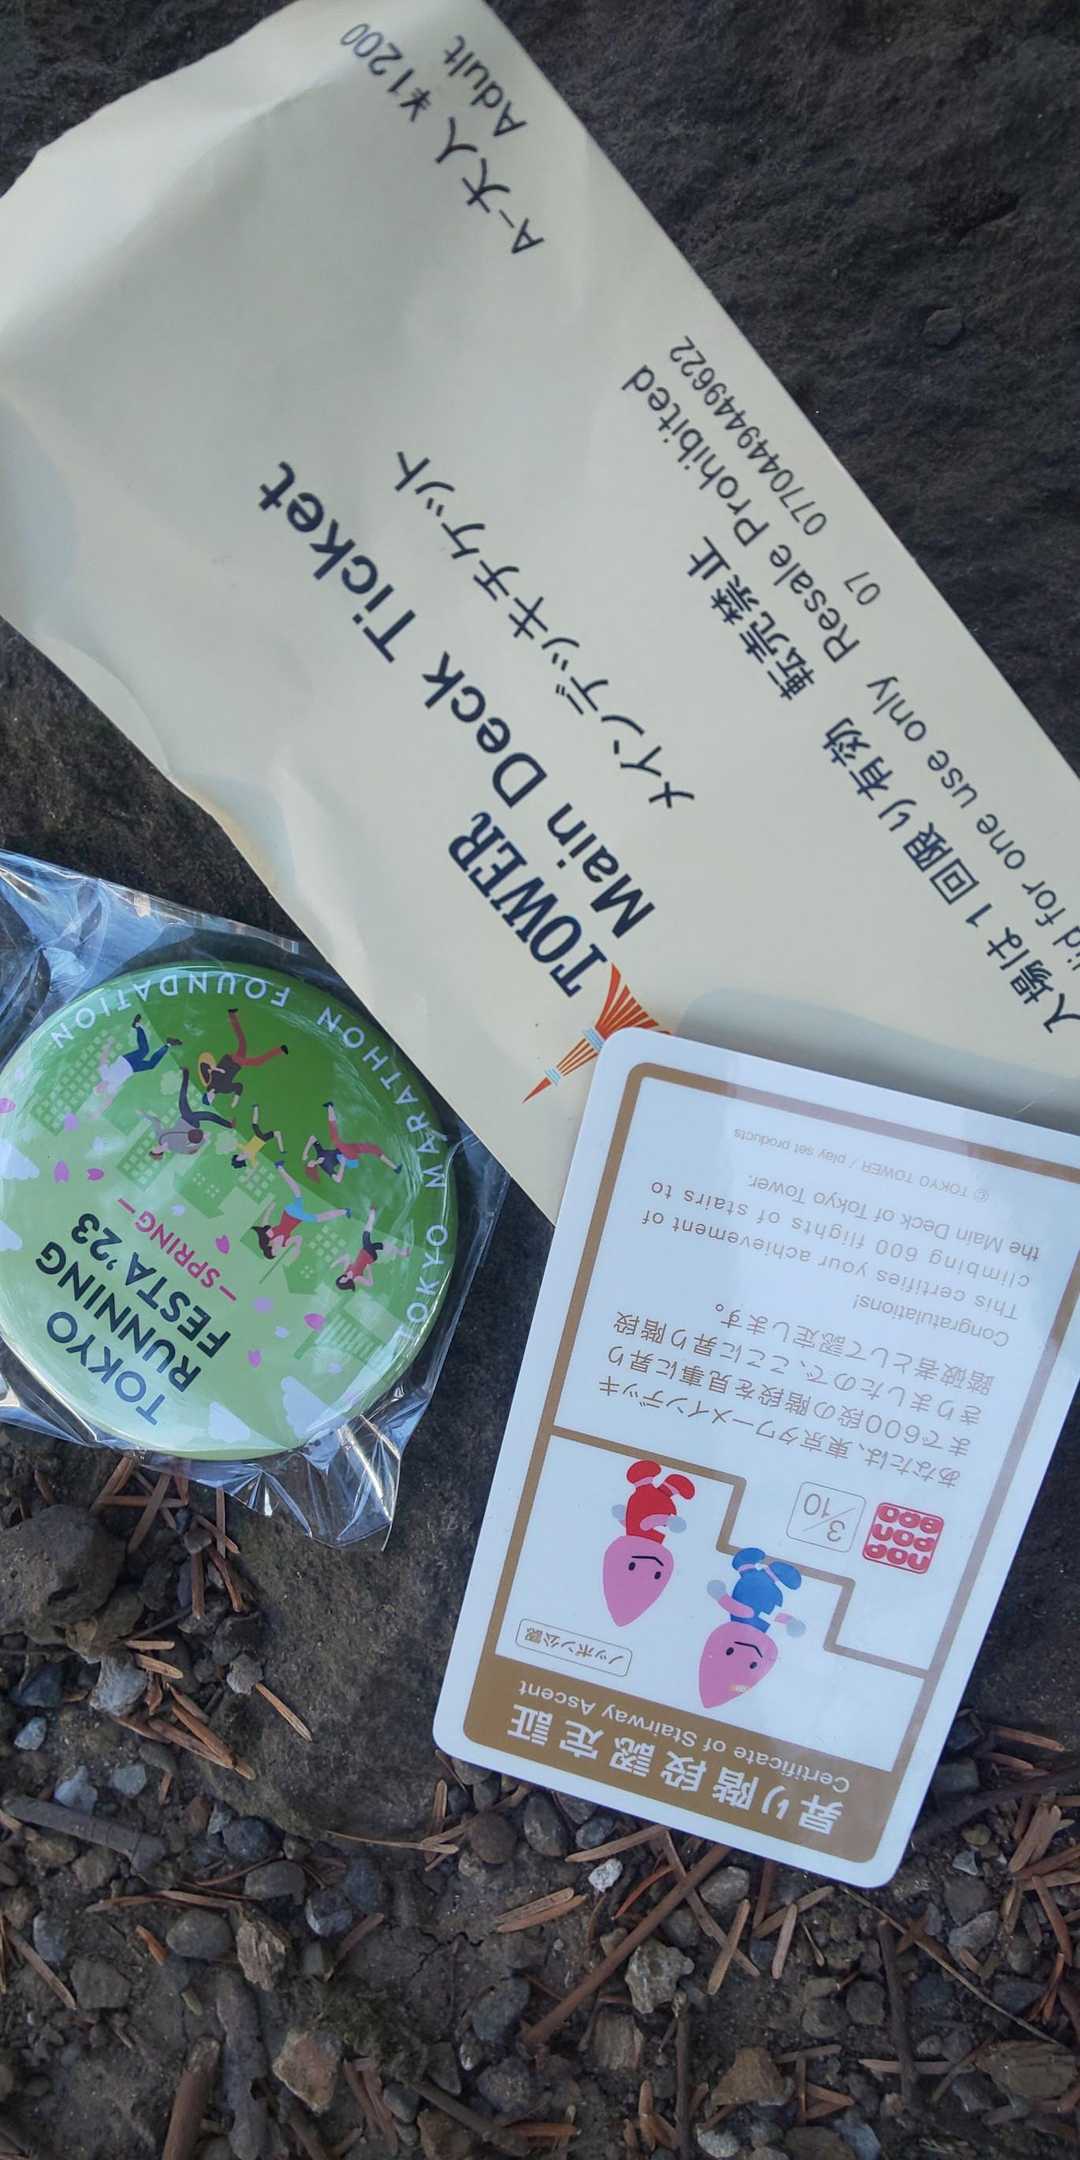 TOWER
Main Deck Ticket
メインデッキチケット
A-大人 ¥1200
Adult
入場は1回限り有効 転売禁止
for one use only Resale Prohibited
07 0770449449622
昇り階段認定証
Certificate of Stairway Ascent
ノッポン公認
3/10
NOP
PON
BRO
あなたは、東京タワーメインデッキ
まで600段の階段を見事に昇り
きりましたので、ここに昇り階段
踏破者として認定します。
Congratulations!
This certifies your achievement of
climbing 600 flights of stairs to
the Main Deck of Tokyo Tower.
© TOKYO TOWER / play set products
TOKYO
RUNNING
FESTA '23
–SPRING–
TOKYO MARATHON FOUNDATION